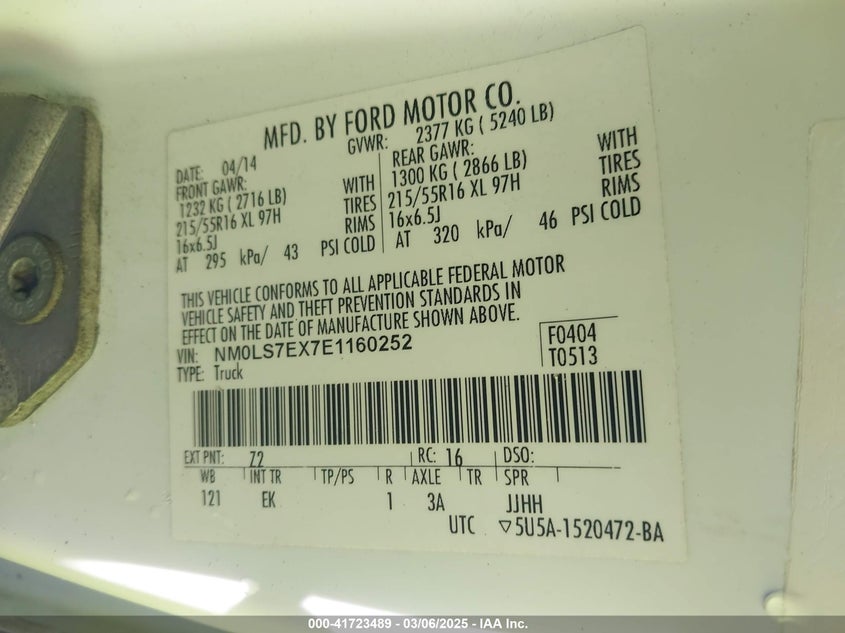 MFD. BY FORD MOTOR CO.
DATE: 04/14 GVWR: 2377 KG ( 5240 LB)
FRONT GAWR: REAR GAWR:
1232 KG ( 2716 LB) WITH 1300 KG ( 2866 LB) WITH
215/55R16 XL 97H TIRES 215/55R16 XL 97H TIRES
16x6.5J RIMS 16x6.5J RIMS
AT 295 kPa/ 43 PSI COLD AT 320 kPa/ 46 PSI COLD
THIS VEHICLE CONFORMS TO ALL APPLICABLE FEDERAL MOTOR
VEHICLE SAFETY AND THEFT PREVENTION STANDARDS IN
EFFECT ON THE DATE OF MANUFACTURE SHOWN ABOVE.
VIN: NM0LS7EX7E1160252 F0404
TYPE: Truck T0513
EXT PNT: Z2 RC: 16 DSO:
WB INT TR TP/PS R AXLE TR SPR
121 EK 1 3A JJHH
UTC ▽5U5A-1520472-BA
000-41723489 - 03/06/2025 - IAA Inc.